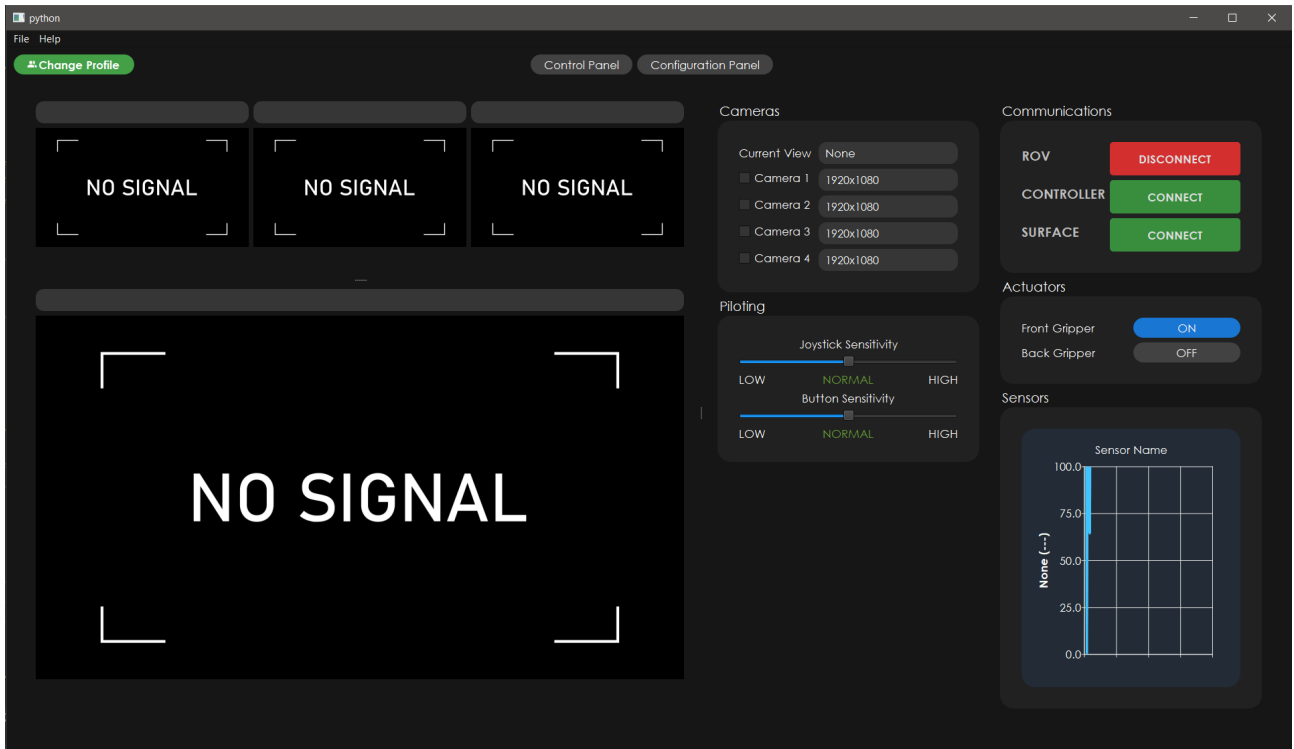 python
File Help
Change Profile
Control Panel Configuration Panel
NO SIGNAL NO SIGNAL NO SIGNAL
NO SIGNAL
Cameras
Current View None
Camera 1 1920x1080
Camera 2 1920x1080
Camera 3 1920x1080
Camera 4 1920x1080
Piloting
Joystick Sensitivity
LOW NORMAL HIGH
Button Sensitivity
LOW NORMAL HIGH
Communications
ROV DISCONNECT
CONTROLLER CONNECT
SURFACE CONNECT
Actuators
Front Gripper ON
Back Gripper OFF
Sensors
Sensor Name
100.0
75.0
50.0
25.0
0.0
None (---)